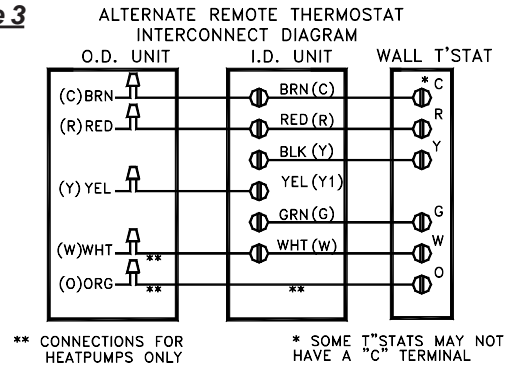 e 3
ALTERNATE REMOTE THERMOSTAT
INTERCONNECT DIAGRAM
O.D. UNIT I.D. UNIT WALL T'STAT
(C)BRN BRN(C) * C
(R)RED RED(R) R
BLK(Y) Y
(Y)YEL YEL(Y1)
GRN(G) G
(W)WHT ** WHT(W) W
(O)ORG ** ** O
** CONNECTIONS FOR
HEATPUMPS ONLY
* SOME T"STATS MAY NOT
HAVE A "C" TERMINAL